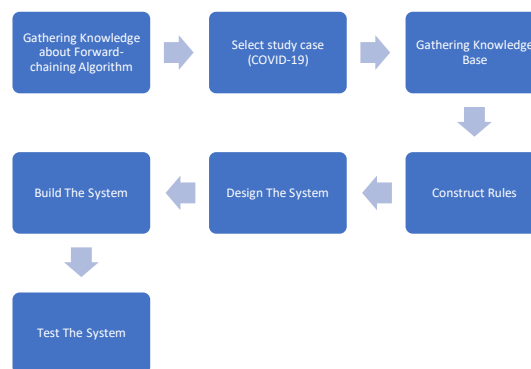 Gathering Knowledge
about Forward-
chaining Algorithm
Select study case
(COVID-19)
Gathering Knowledge
Base
Construct Rules
Design The System
Build The System
Test The System